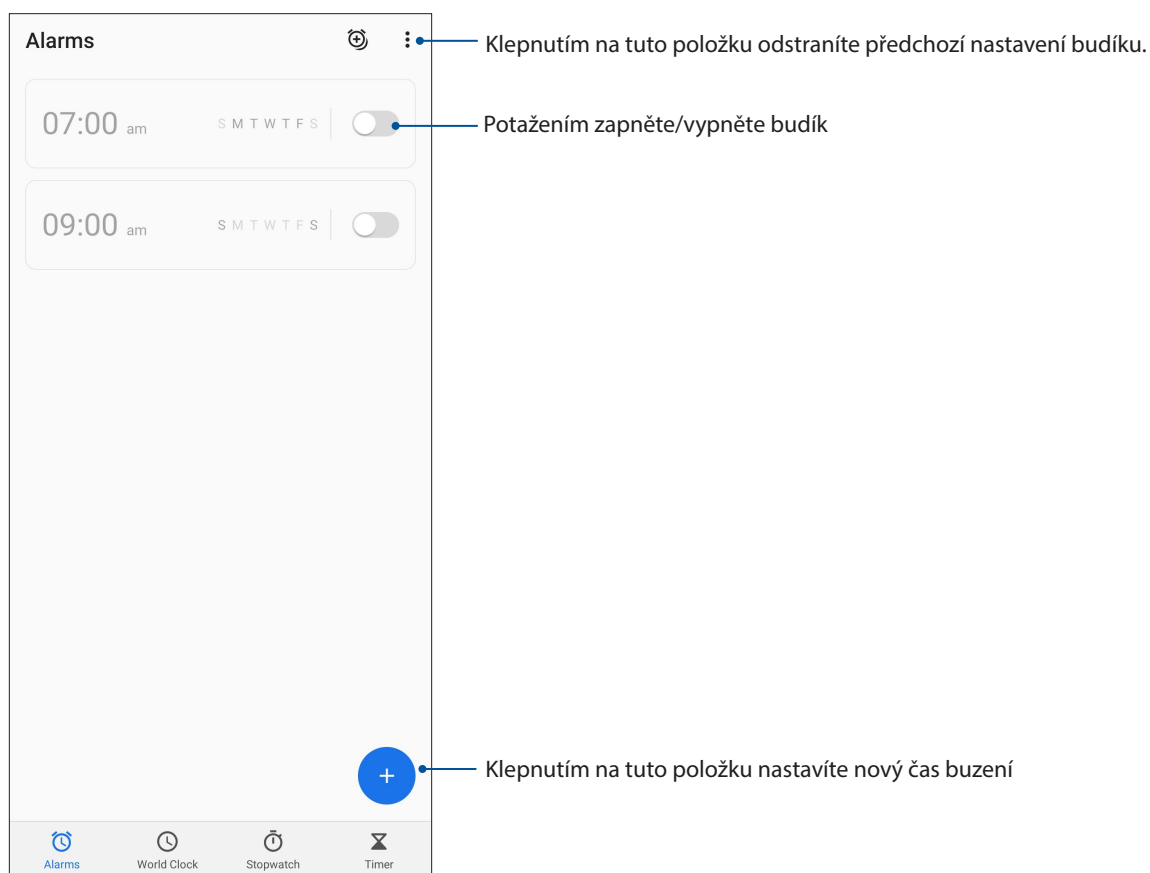 Alarms
Klepnutím na tuto položku odstraníte předchozí nastavení budíku.
07:00 am S M T W T F S
Potažením zapněte/vypněte budík
09:00 am S M T W T F S
Klepnutím na tuto položku nastavíte nový čas buzení
Alarms World Clock Stopwatch Timer